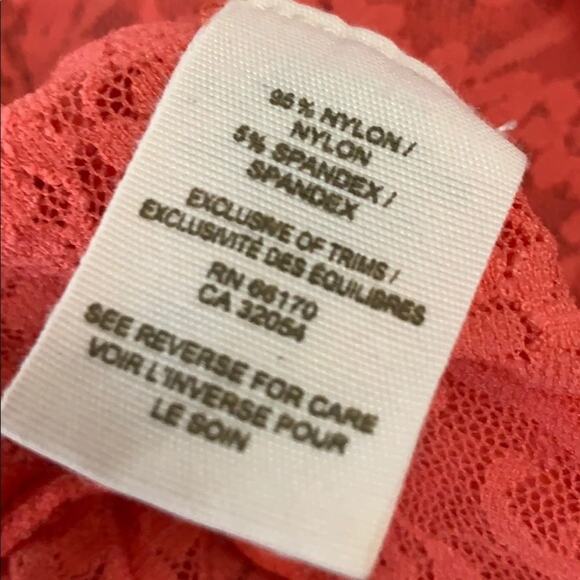 95% NYLON /
NYLON
5% SPANDEX /
SPANDEX
EXCLUSIVE OF TRIMS /
EXCLUSIVITÉ DES ÉQUILIBRES
RN 66170
CA 32054
SEE REVERSE FOR CARE
VOIR L'INVERSE POUR
LE SOIN